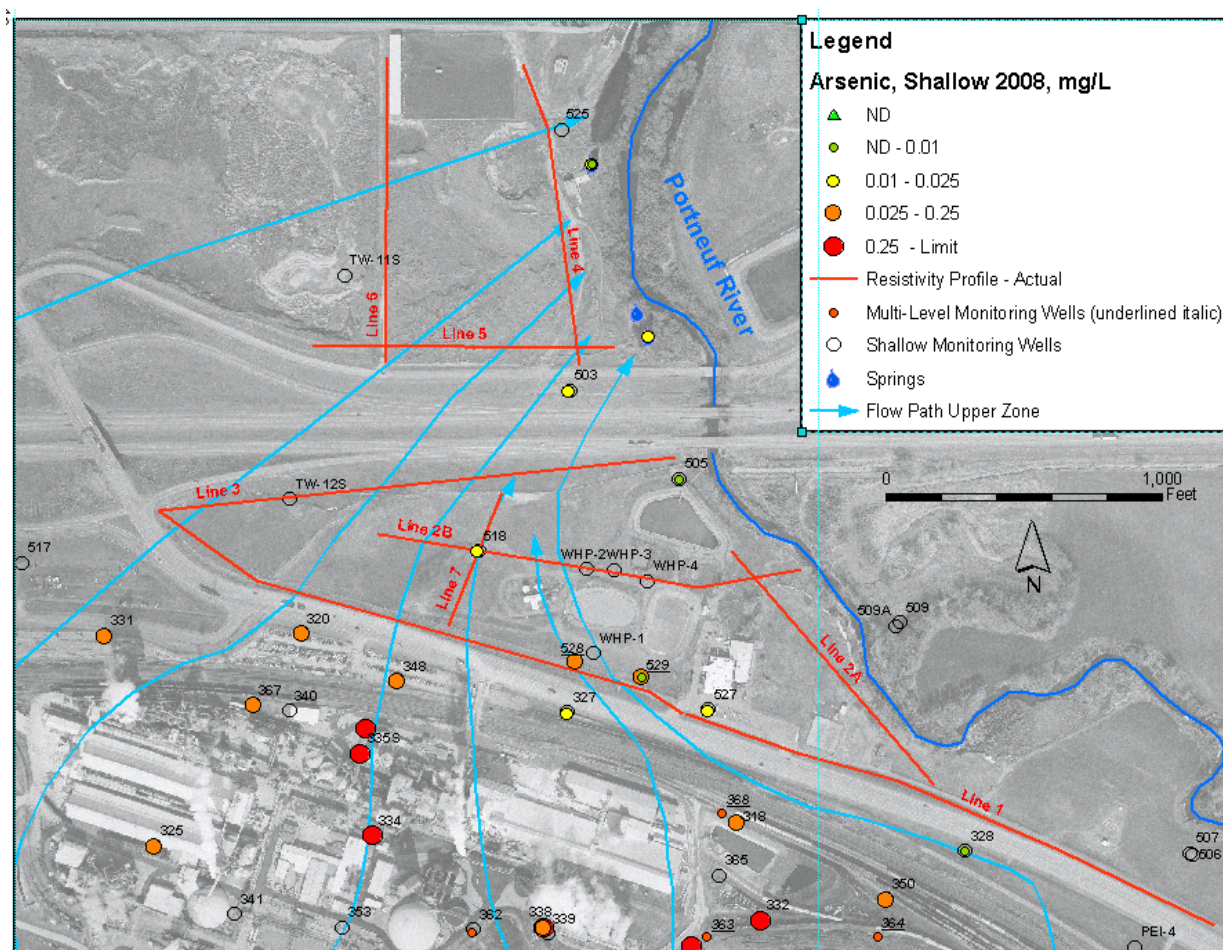 Legend
Arsenic, Shallow 2008, mg/L
ND
ND - 0.01
0.01 - 0.025
0.025 - 0.25
0.25 - Limit
Resistivity Profile - Actual
Multi-Level Monitoring Wells (underlined italic)
Shallow Monitoring Wells
Springs
Flow Path Upper Zone
525
Portneuf River
Line 4
TW-11S
Line 6
Line 5
503
505
0 1,000
Feet
Line 3
TW-12S
N
Line 2B
518
517
WHP-2 WHP-3
WHP-4
Line 7
509A 509
331
320
WHP-1
528
529
Line 2A
348
367
340
327
527
335S
Line 1
368
318
334
325
328
507
506
365
350
341
353
362
338
339
332
363
364
PEI-4